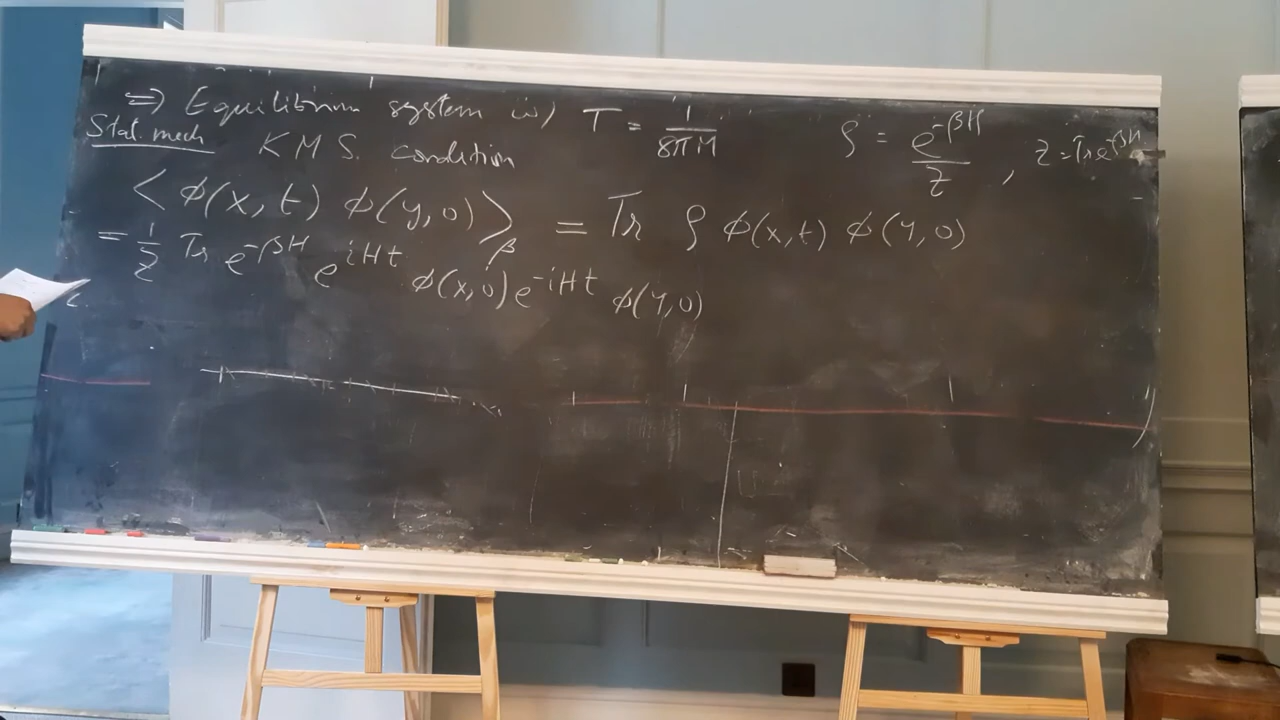 ⇒ Equilibrium system w/ T = 1/8πM ρ = e^{-βH}/Z , Z = Tr e^{-βH}
Stat. mech KMS. condition
<ϕ(x,t) ϕ(y,0)>_β = Tr ρ ϕ(x,t) ϕ(y,0)
= 1/Z Tr e^{-βH} e^{iHt} ϕ(x,0) e^{-iHt} ϕ(y,0)